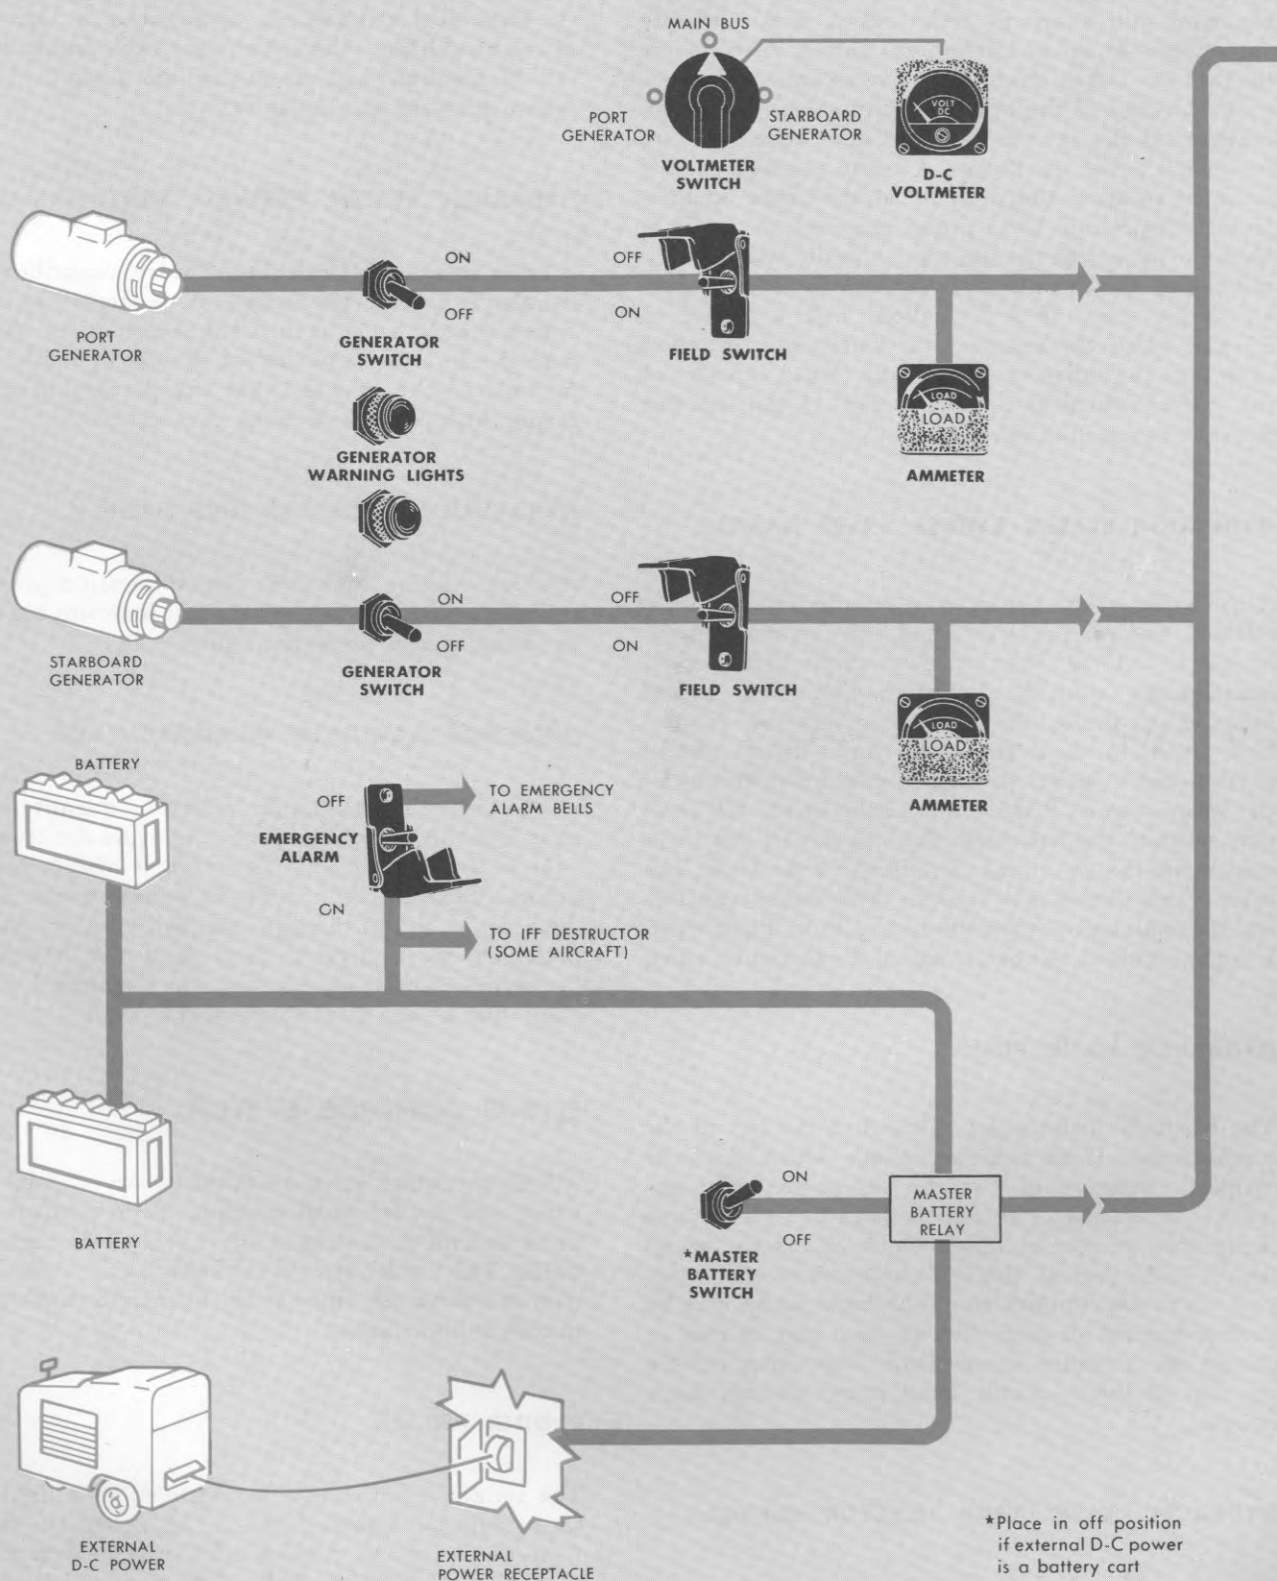 MAIN BUS
PORT
GENERATOR
STARBOARD
GENERATOR
VOLTMETER
SWITCH
VOLT
DC
D-C
VOLTMETER
ON
OFF
OFF
ON
PORT
GENERATOR
GENERATOR
SWITCH
FIELD SWITCH
LOAD
LOAD
AMMETER
GENERATOR
WARNING LIGHTS
ON
OFF
OFF
ON
STARBOARD
GENERATOR
GENERATOR
SWITCH
FIELD SWITCH
LOAD
LOAD
AMMETER
BATTERY
OFF
EMERGENCY
ALARM
ON
TO EMERGENCY
ALARM BELLS
TO IFF DESTRUCTOR
(SOME AIRCRAFT)
BATTERY
ON
OFF
*MASTER
BATTERY
SWITCH
MASTER
BATTERY
RELAY
EXTERNAL
D-C POWER
EXTERNAL
POWER RECEPTACLE
*Place in off position
if external D-C power
is a battery cart